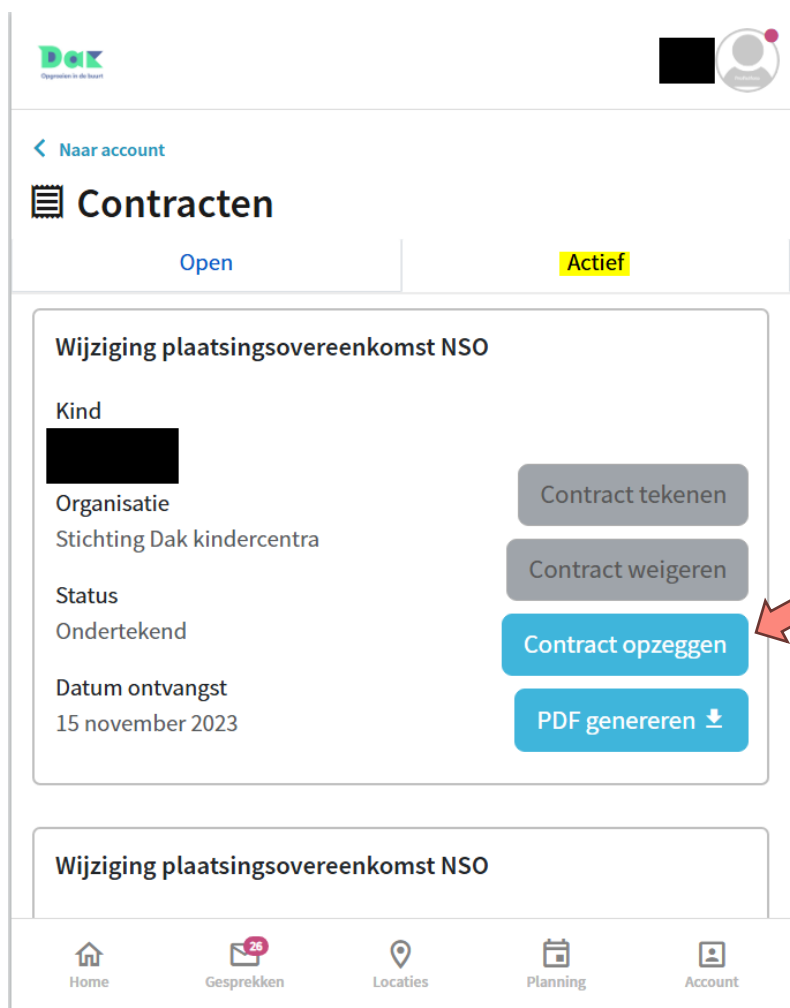 Dak
Opgroeien in de buurt
Naar account
Contracten
Open
Actief
Wijziging plaatsingsovereenkomst NSO
Kind
Organisatie
Stichting Dak kindercentra
Status
Ondertekend
Datum ontvangst
15 november 2023
Contract tekenen
Contract weigeren
Contract opzeggen
PDF genereren
Wijziging plaatsingsovereenkomst NSO
Home
26
Gesprekken
Locaties
Planning
Account